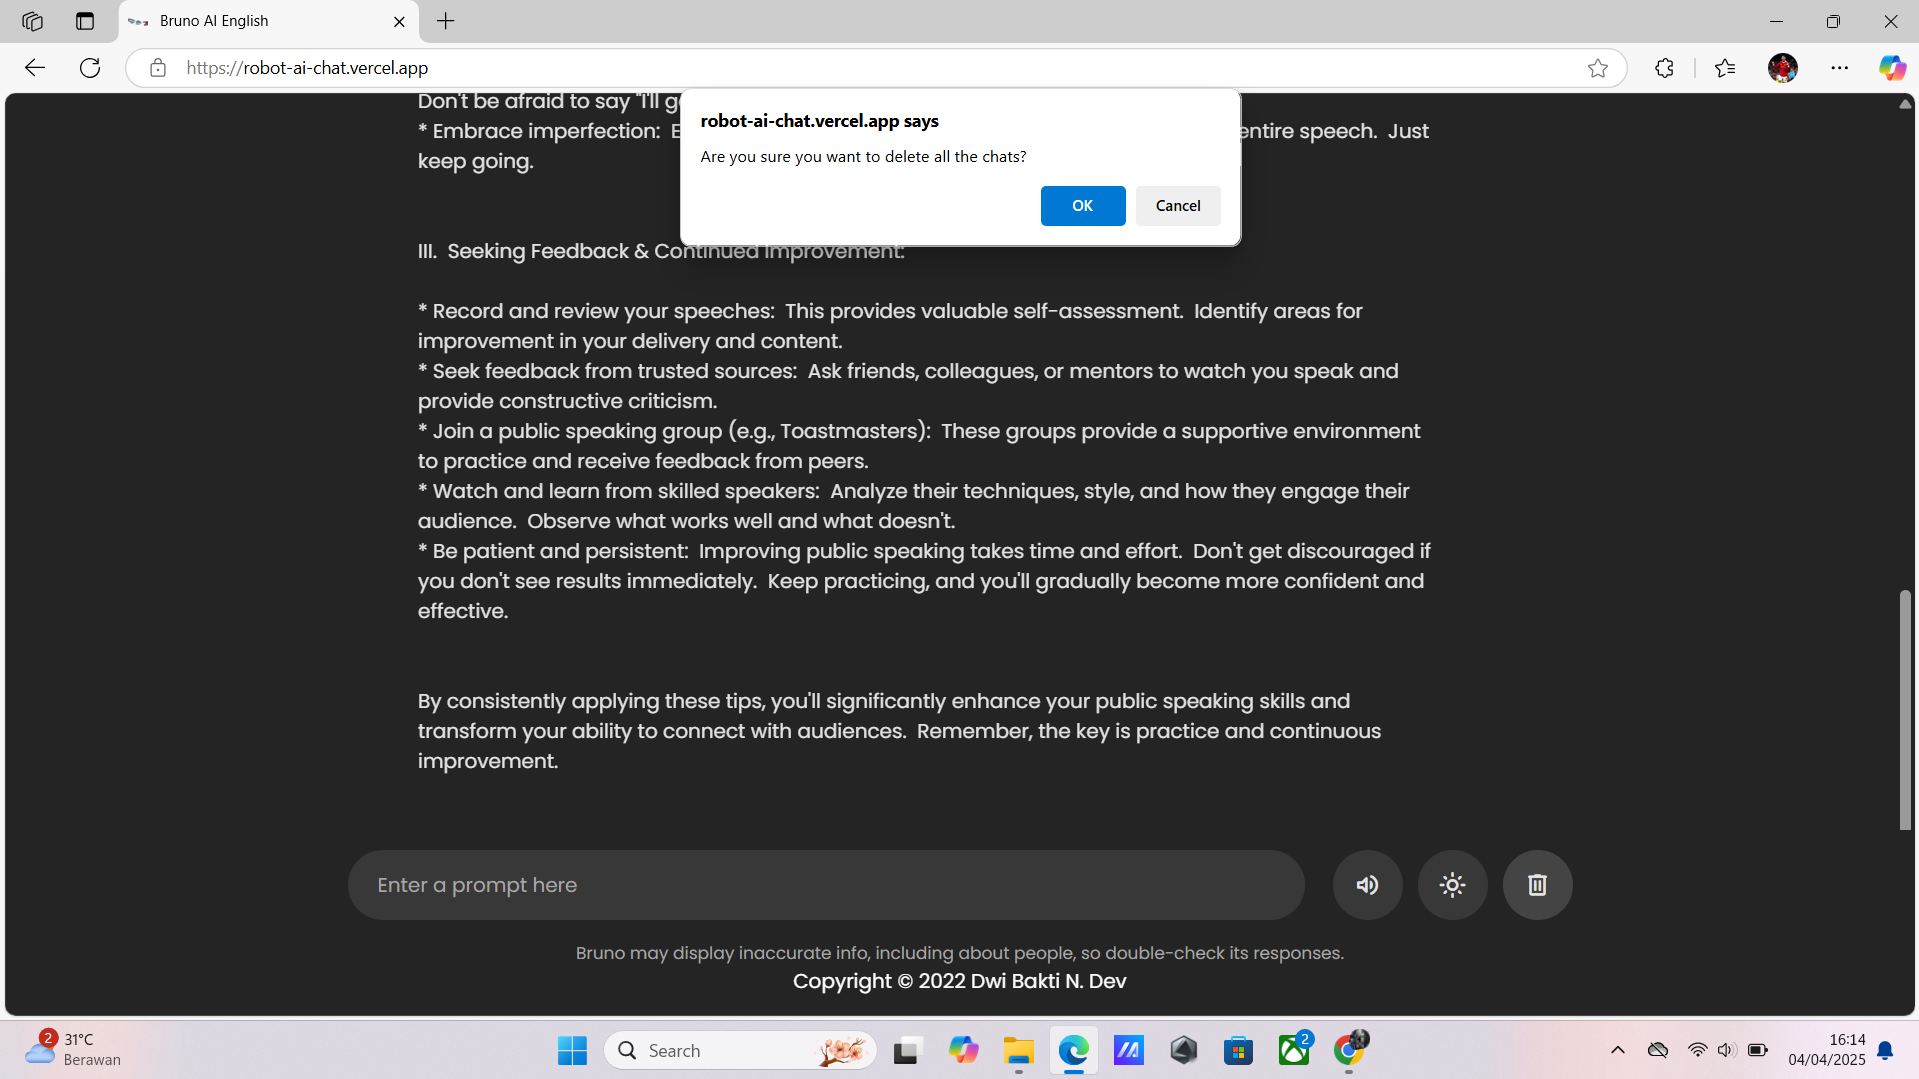 Bruno AI English
https://robot-ai-chat.vercel.app
robot-ai-chat.vercel.app says
Are you sure you want to delete all the chats?
OK
Cancel
Don't be afraid to say "I'll
* Embrace imperfection: entire speech. Just
keep going.
III. Seeking Feedback & Continued Improvement:
* Record and review your speeches: This provides valuable self-assessment. Identify areas for
improvement in your delivery and content.
* Seek feedback from trusted sources: Ask friends, colleagues, or mentors to watch you speak and
provide constructive criticism.
* Join a public speaking group (e.g., Toastmasters): These groups provide a supportive environment
to practice and receive feedback from peers.
* Watch and learn from skilled speakers: Analyze their techniques, style, and how they engage their
audience. Observe what works well and what doesn't.
* Be patient and persistent: Improving public speaking takes time and effort. Don't get discouraged if
you don't see results immediately. Keep practicing, and you'll gradually become more confident and
effective.
By consistently applying these tips, you'll significantly enhance your public speaking skills and
transform your ability to connect with audiences. Remember, the key is practice and continuous
improvement.
Enter a prompt here
Bruno may display inaccurate info, including about people, so double-check its responses.
Copyright © 2022 Dwi Bakti N. Dev
2
31°C
Berawan
Search
2
16:14
04/04/2025